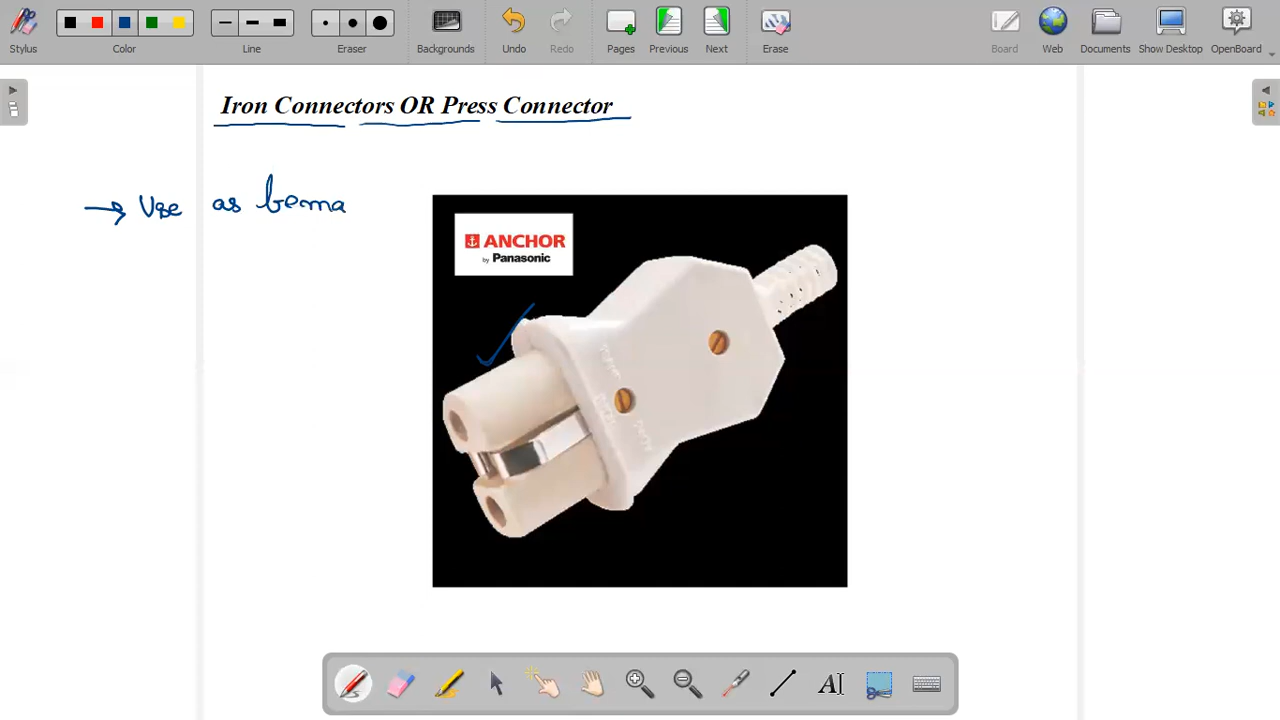 Stylus
Color
Line
Eraser
Backgrounds
Undo
Redo
Pages
Previous
Next
Erase
Board
Web
Documents
Show Desktop
OpenBoard
Iron Connectors OR Press Connector
→ Use as
ANCHOR
by Panasonic
AI